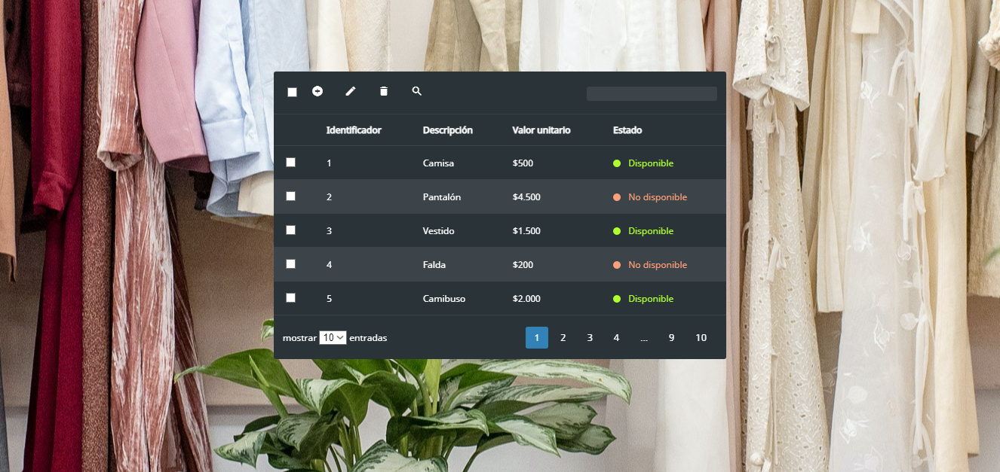 Identificador Descripción Valor unitario Estado
1 Camisa $500 Disponible
2 Pantalón $4.500 No disponible
3 Vestido $1.500 Disponible
4 Falda $200 No disponible
5 Camibuso $2.000 Disponible
mostrar 10 entradas 1 2 3 4 ... 9 10